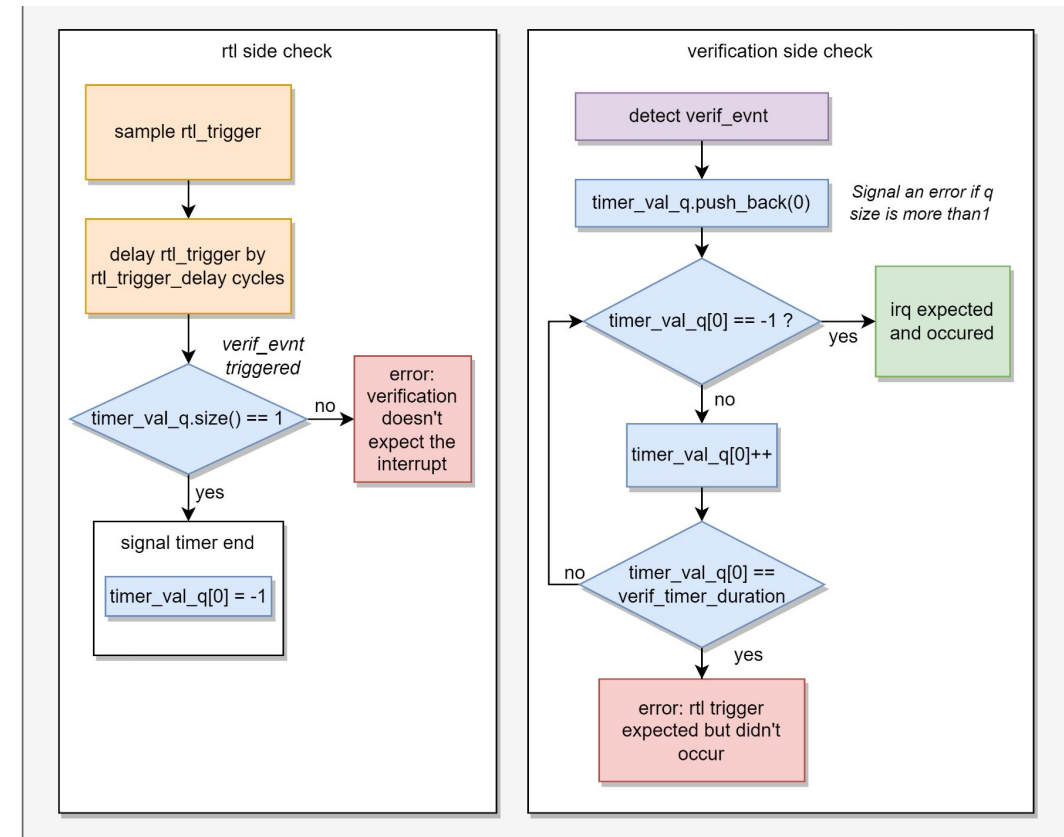 rtl side check
sample rtl_trigger
delay rtl_trigger by
rtl_trigger_delay cycles
verif_evnt
triggered
timer_val_q.size() == 1
no
error:
verification
doesn't
expect the
interrupt
yes
signal timer end
timer_val_q[0] = -1
verification side check
detect verif_evnt
timer_val_q.push_back(0)
Signal an error if q
size is more than1
timer_val_q[0] == -1 ?
yes
irq expected
and occured
no
timer_val_q[0]++
timer_val_q[0] ==
verif_timer_duration
no
yes
error: rtl trigger
expected but didn't
occur